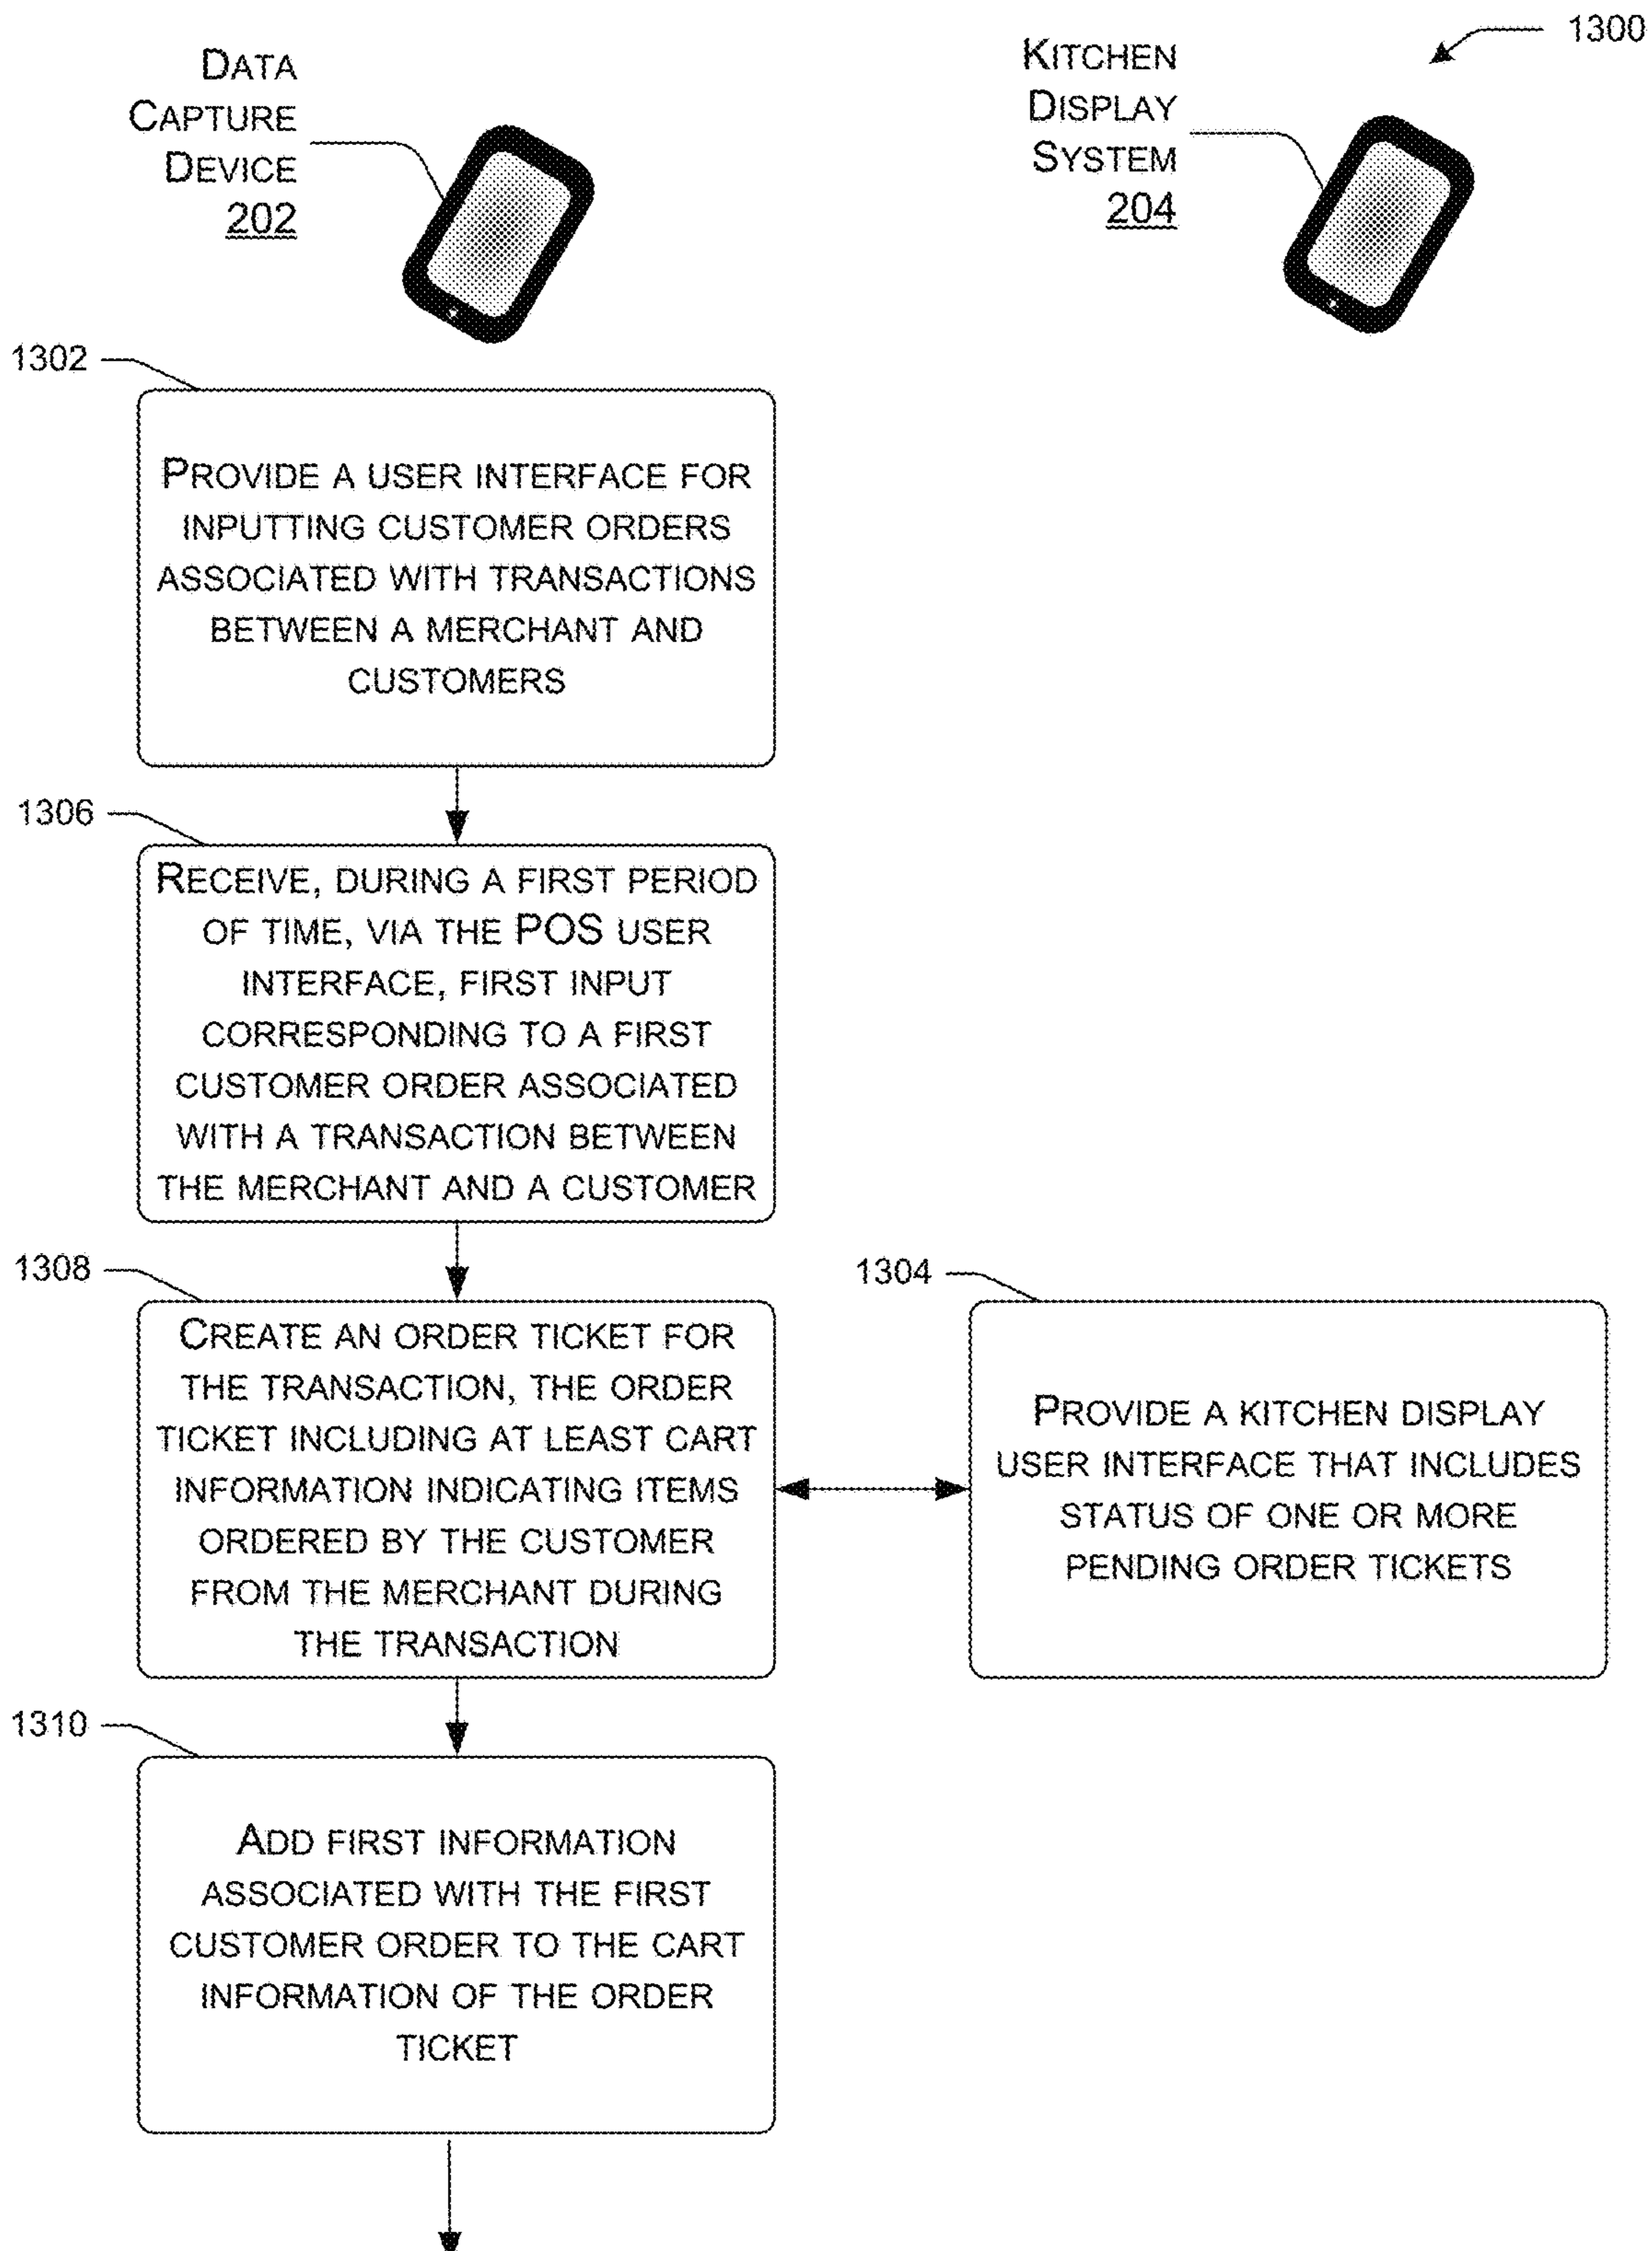 1300
DATA
CAPTURE
DEVICE
202
KITCHEN
DISPLAY
SYSTEM
204
1302
PROVIDE A USER INTERFACE FOR
INPUTTING CUSTOMER ORDERS
ASSOCIATED WITH TRANSACTIONS
BETWEEN A MERCHANT AND
CUSTOMERS
1306
RECEIVE, DURING A FIRST PERIOD
OF TIME, VIA THE POS USER
INTERFACE, FIRST INPUT
CORRESPONDING TO A FIRST
CUSTOMER ORDER ASSOCIATED
WITH A TRANSACTION BETWEEN
THE MERCHANT AND A CUSTOMER
1308
CREATE AN ORDER TICKET FOR
THE TRANSACTION, THE ORDER
TICKET INCLUDING AT LEAST CART
INFORMATION INDICATING ITEMS
ORDERED BY THE CUSTOMER
FROM THE MERCHANT DURING
THE TRANSACTION
1304
PROVIDE A KITCHEN DISPLAY
USER INTERFACE THAT INCLUDES
STATUS OF ONE OR MORE
PENDING ORDER TICKETS
1310
ADD FIRST INFORMATION
ASSOCIATED WITH THE FIRST
CUSTOMER ORDER TO THE CART
INFORMATION OF THE ORDER
TICKET